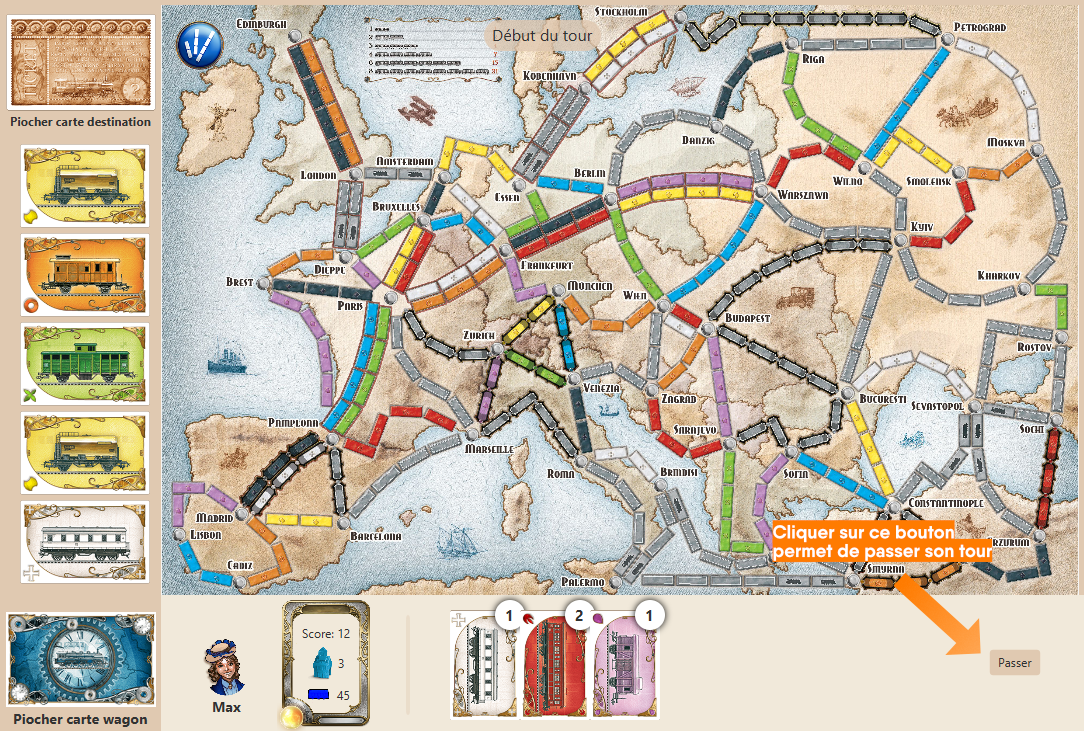 Piocher carte destination
Piocher carte wagon
Début du tour
EDINBURGH
STOCKHOLM
PETROGRAD
RIGA
KOBENHAVN
DANZIG
MOSKVA
AMSTERDAM
LONDON
BERLIN
WILNO
SMOLENSK
ESSEN
WARSZAWA
BRUXELLES
KYIV
DIEPPE
FRANKFURT
KHARKOV
BREST
MÜNCHEN
PARIS
WIEN
BUDAPEST
ZURICH
ROSTOV
VENEZIA
ZAGRAD
BUCURESTI
SEVASTOPOL
PAMPLONA
SARAJEVO
SOCHI
MARSEILLE
ROMA
BRINDISI
SOFIA
MADRID
CONSTANTINOPLE
LISBON
BARCELONA
Cliquer sur ce bouton
permet de passer son tour
RZURUM
CADIZ
PALERMO
SMYRNA
Max
Score: 12
3
45
1
2
1
Passer